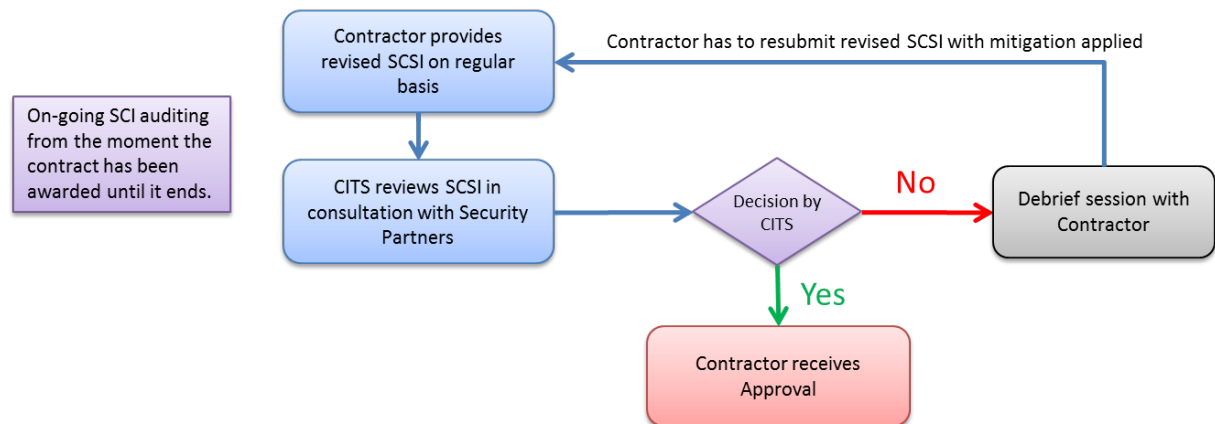 Contractor provides
revised SCSI on regular
basis
Contractor has to resubmit revised SCSI with mitigation applied
On-going SCI auditing
from the moment the
contract has been
awarded until it ends.
CITS reviews SCSI in
consultation with Security
Partners
Decision by
CITS
No
Debrief session with
Contractor
Yes
Contractor receives
Approval